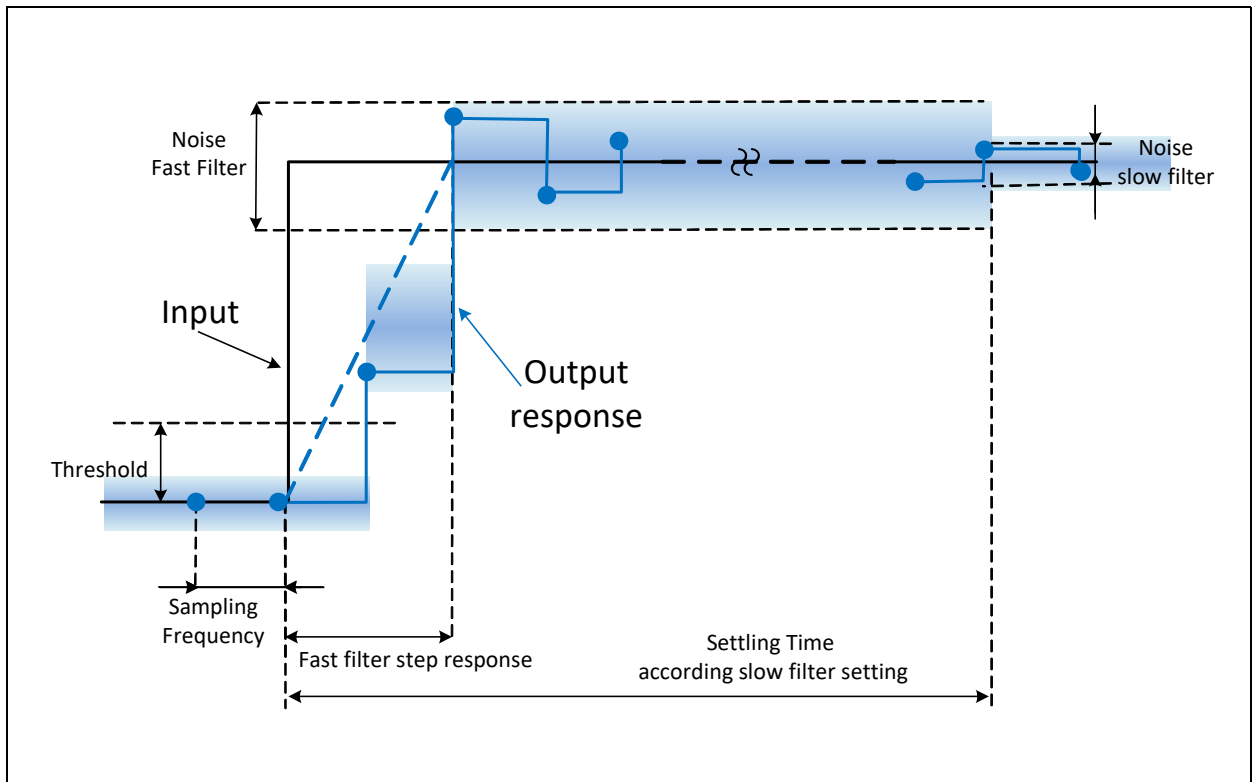 Noise
Fast Filter
Noise
slow filter
Input
Output
response
Threshold
Sampling
Frequency
Fast filter step response
Settling Time
according slow filter setting